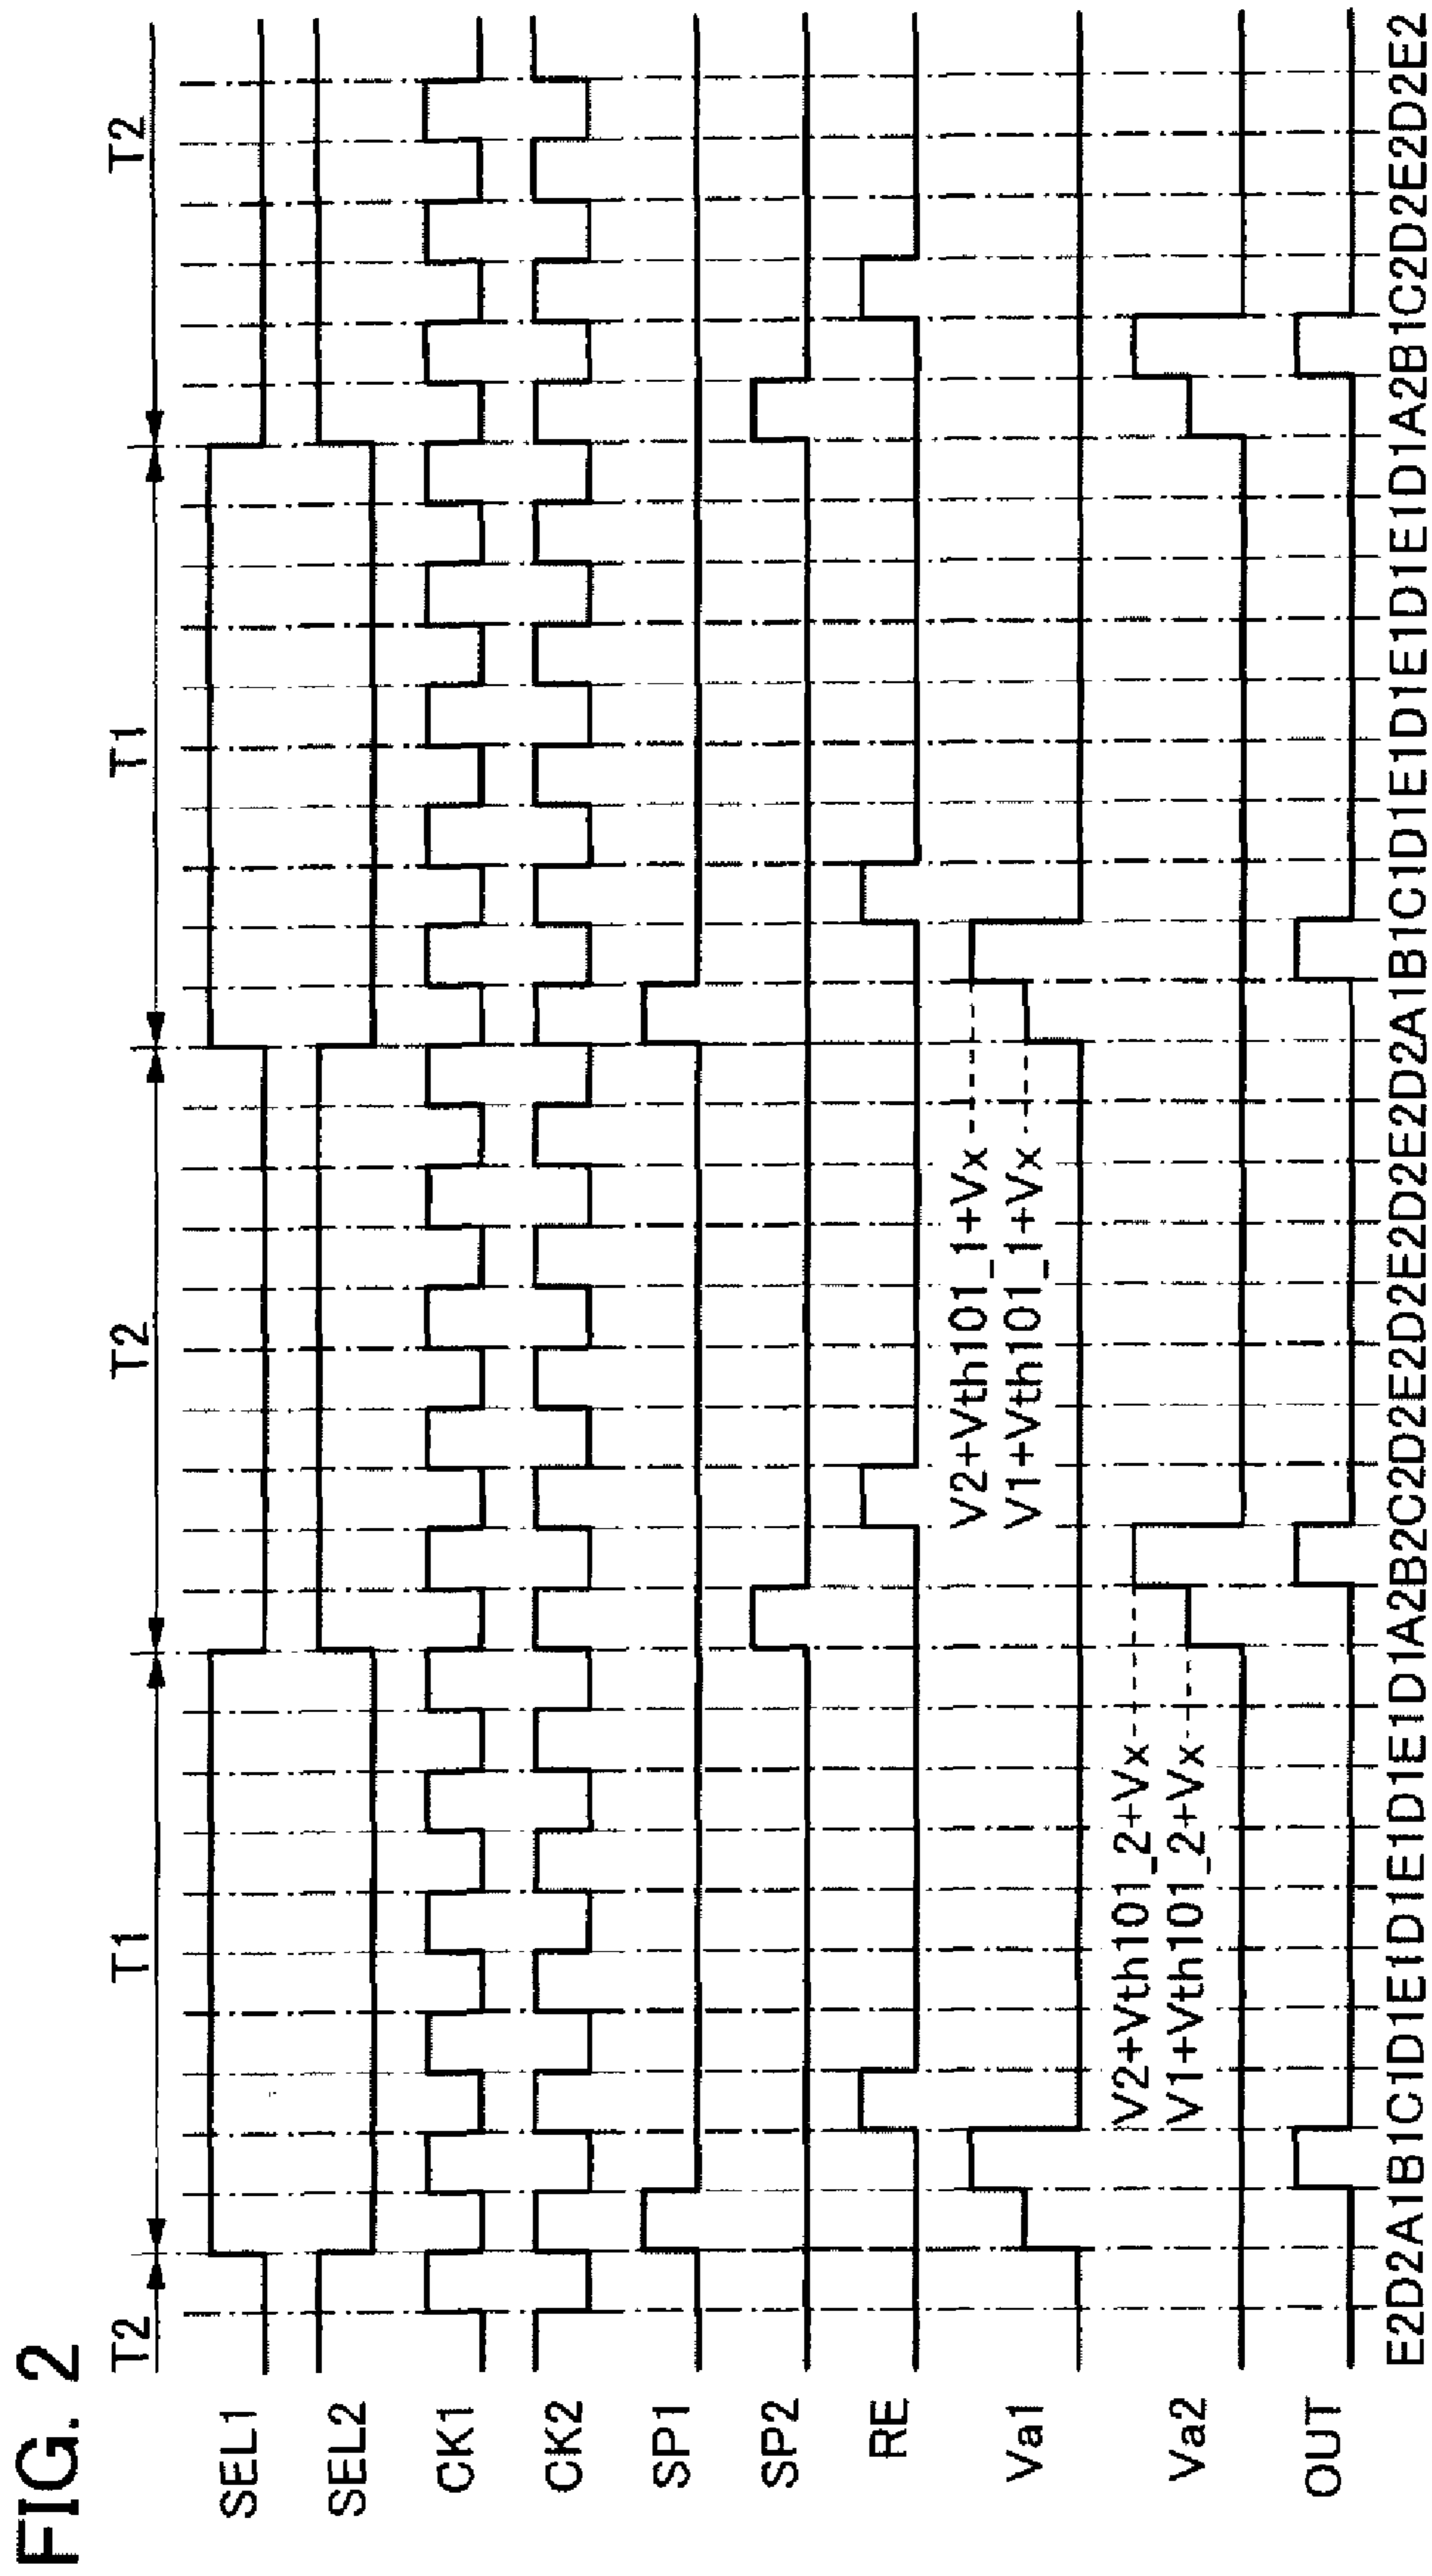 FIG. 2
T2 T1 T2 T1 T2
SEL1
SEL2
CK1
CK2
SP1
SP2
RE
V2+Vth101_1+Vx
Va1 V1+Vth101_1+Vx
V2+Vth101_2+Vx
Va2 V1+Vth101_2+Vx
OUT
E2D2A1B1C1D1E1D1E1D1E1D1A2B2C2D2E2D2E2D2E2D2A1B1C1D1E1D1E1D1E1D1A2B1C2D2E2D2E2